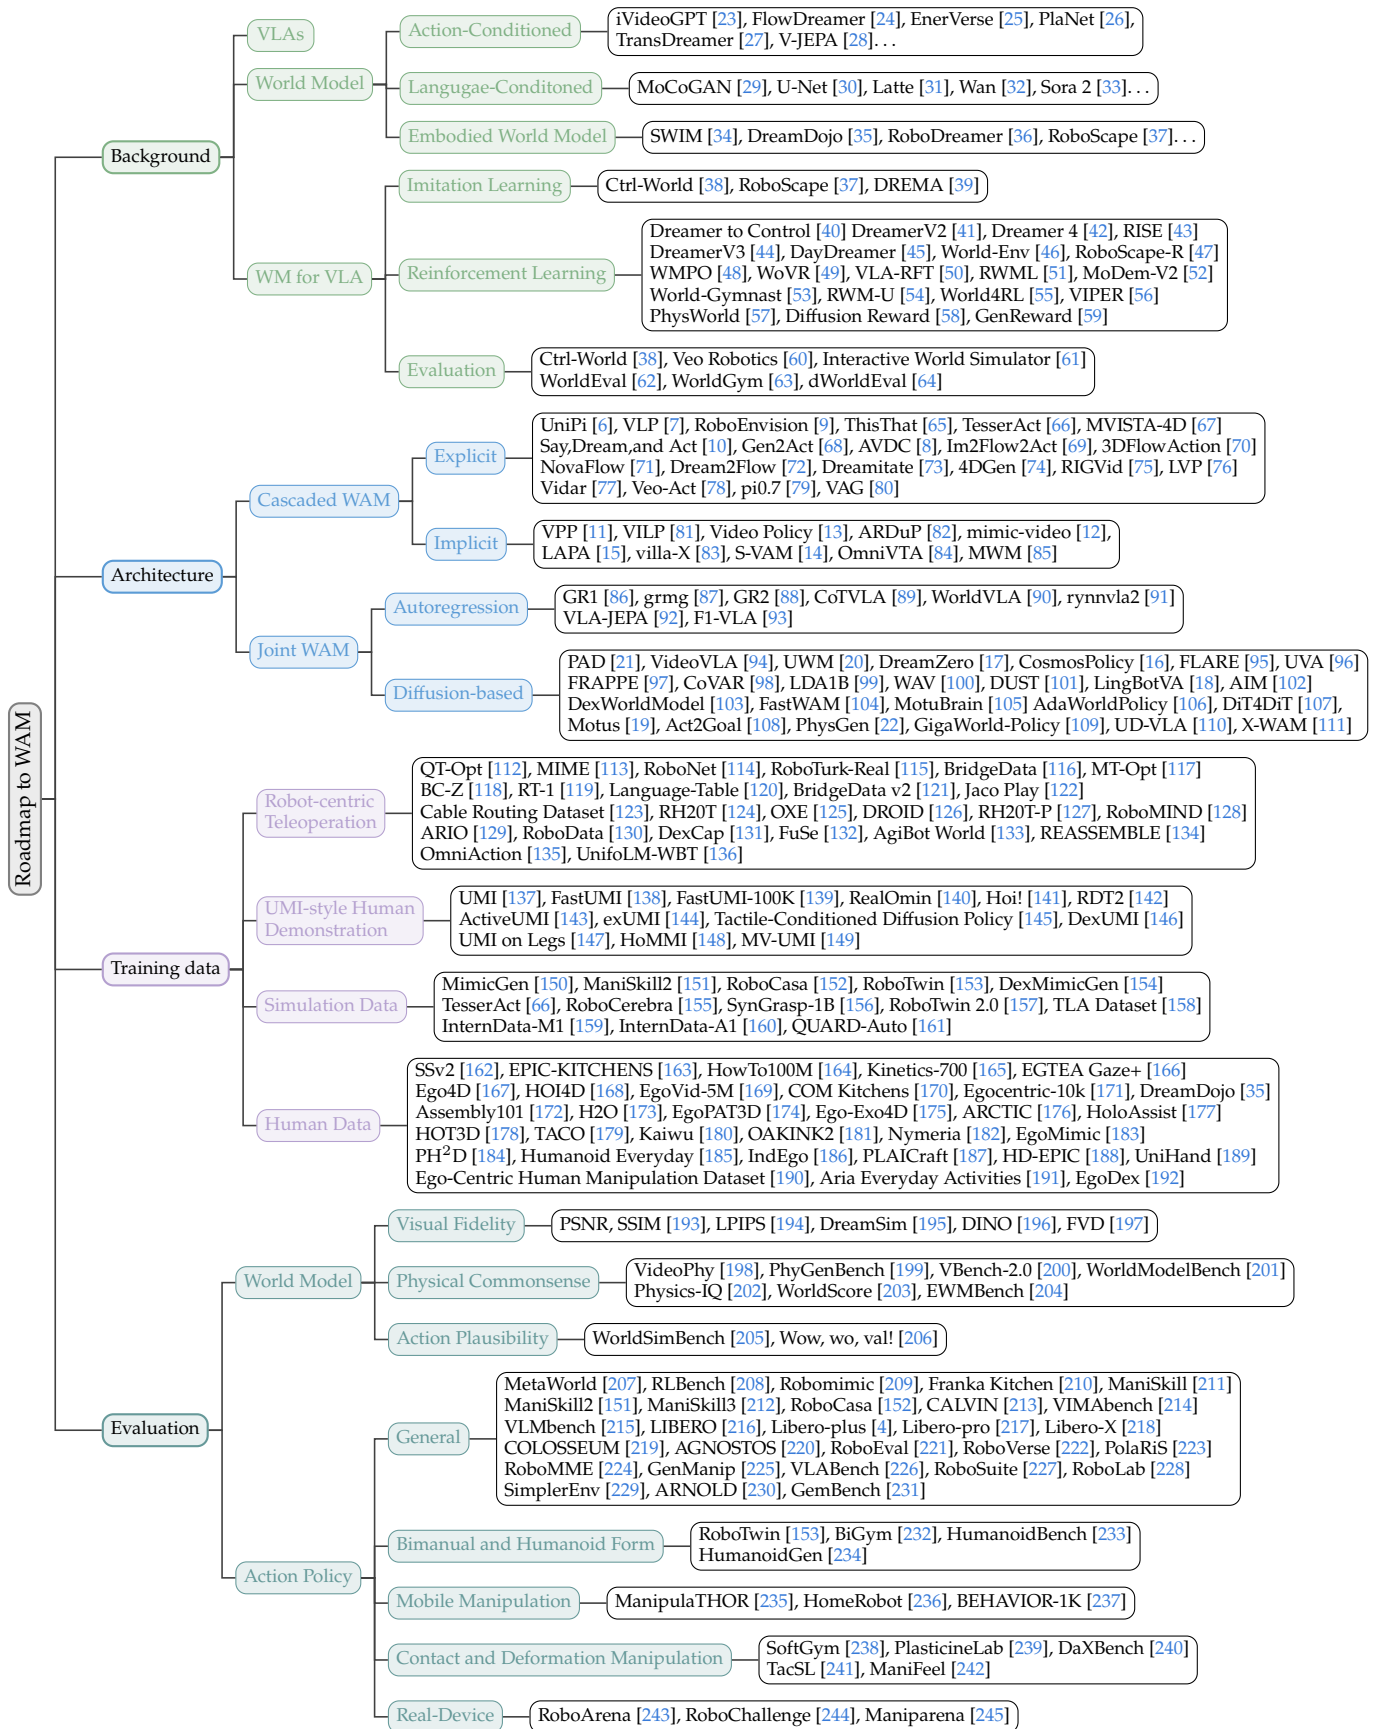 Roadmap to WAM
Background
VLAs
World Model
Action-Conditioned
iVideoGPT [23], FlowDreamer [24], EnerVerse [25], PlaNet [26],
TransDreamer [27], V-JEPA [28]. . .
Langugae-Conditoned
MoCoGAN [29], U-Net [30], Latte [31], Wan [32], Sora 2 [33]. . .
Embodied World Model
SWIM [34], DreamDojo [35], RoboDreamer [36], RoboScape [37]. . .
WM for VLA
Imitation Learning
Ctrl-World [38], RoboScape [37], DREMA [39]
Reinforcement Learning
Dreamer to Control [40] DreamerV2 [41], Dreamer 4 [42], RISE [43]
DreamerV3 [44], DayDreamer [45], World-Env [46], RoboScape-R [47]
WMPO [48], WoVR [49], VLA-RFT [50], RWML [51], MoDem-V2 [52]
World-Gymnast [53], RWM-U [54], World4RL [55], VIPER [56]
PhysWorld [57], Diffusion Reward [58], GenReward [59]
Evaluation
Ctrl-World [38], Veo Robotics [60], Interactive World Simulator [61]
WorldEval [62], WorldGym [63], dWorldEval [64]
Architecture
Cascaded WAM
Explicit
UniPi [6], VLP [7], RoboEnvision [9], ThisThat [65], TesserAct [66], MVISTA-4D [67]
Say,Dream,and Act [10], Gen2Act [68], AVDC [8], Im2Flow2Act [69], 3DFlowAction [70]
NovaFlow [71], Dream2Flow [72], Dreamitate [73], 4DGen [74], RIGVid [75], LVP [76]
Vidar [77], Veo-Act [78], pi0.7 [79], VAG [80]
Implicit
VPP [11], VILP [81], Video Policy [13], ARDuP [82], mimic-video [12],
LAPA [15], villa-X [83], S-VAM [14], OmniVTA [84], MWM [85]
Joint WAM
Autoregression
GR1 [86], grmg [87], GR2 [88], CoTVLA [89], WorldVLA [90], rynnvla2 [91]
VLA-JEPA [92], F1-VLA [93]
Diffusion-based
PAD [21], VideoVLA [94], UWM [20], DreamZero [17], CosmosPolicy [16], FLARE [95], UVA [96]
FRAPPE [97], CoVAR [98], LDA1B [99], WAV [100], DUST [101], LingBotVA [18], AIM [102]
DexWorldModel [103], FastWAM [104], MotuBrain [105] AdaWorldPolicy [106], DiT4DiT [107],
Motus [19], Act2Goal [108], PhysGen [22], GigaWorld-Policy [109], UD-VLA [110], X-WAM [111]
Training data
Robot-centric
Teleoperation
QT-Opt [112], MIME [113], RoboNet [114], RoboTurk-Real [115], BridgeData [116], MT-Opt [117]
BC-Z [118], RT-1 [119], Language-Table [120], BridgeData v2 [121], Jaco Play [122]
Cable Routing Dataset [123], RH20T [124], OXE [125], DROID [126], RH20T-P [127], RoboMIND [128]
ARIO [129], RoboData [130], DexCap [131], FuSe [132], AgiBot World [133], REASSEMBLE [134]
OmniAction [135], UnifoLM-WBT [136]
UMI-style Human
Demonstration
UMI [137], FastUMI [138], FastUMI-100K [139], RealOmin [140], Hoi! [141], RDT2 [142]
ActiveUMI [143], exUMI [144], Tactile-Conditioned Diffusion Policy [145], DexUMI [146]
UMI on Legs [147], HoMMI [148], MV-UMI [149]
Simulation Data
MimicGen [150], ManiSkill2 [151], RoboCasa [152], RoboTwin [153], DexMimicGen [154]
TesserAct [66], RoboCerebra [155], SynGrasp-1B [156], RoboTwin 2.0 [157], TLA Dataset [158]
InternData-M1 [159], InternData-A1 [160], QUARD-Auto [161]
Human Data
SSv2 [162], EPIC-KITCHENS [163], HowTo100M [164], Kinetics-700 [165], EGTEA Gaze+ [166]
Ego4D [167], HOI4D [168], EgoVid-5M [169], COM Kitchens [170], Egocentric-10k [171], DreamDojo [35]
Assembly101 [172], H2O [173], EgoPAT3D [174], Ego-Exo4D [175], ARCTIC [176], HoloAssist [177]
HOT3D [178], TACO [179], Kaiwu [180], OAKINK2 [181], Nymeria [182], EgoMimic [183]
PH²D [184], Humanoid Everyday [185], IndEgo [186], PLAICraft [187], HD-EPIC [188], UniHand [189]
Ego-Centric Human Manipulation Dataset [190], Aria Everyday Activities [191], EgoDex [192]
Evaluation
World Model
Visual Fidelity
PSNR, SSIM [193], LPIPS [194], DreamSim [195], DINO [196], FVD [197]
Physical Commonsense
VideoPhy [198], PhyGenBench [199], VBench-2.0 [200], WorldModelBench [201]
Physics-IQ [202], WorldScore [203], EWMBench [204]
Action Plausibility
WorldSimBench [205], Wow, wo, val! [206]
Action Policy
General
MetaWorld [207], RLBench [208], Robomimic [209], Franka Kitchen [210], ManiSkill [211]
ManiSkill2 [151], ManiSkill3 [212], RoboCasa [152], CALVIN [213], VIMAbench [214]
VLMbench [215], LIBERO [216], Libero-plus [4], Libero-pro [217], Libero-X [218]
COLOSSEUM [219], AGNOSTOS [220], RoboEval [221], RoboVerse [222], PolaRiS [223]
RoboMME [224], GenManip [225], VLABench [226], RoboSuite [227], RoboLab [228]
SimplerEnv [229], ARNOLD [230], GemBench [231]
Bimanual and Humanoid Form
RoboTwin [153], BiGym [232], HumanoidBench [233]
HumanoidGen [234]
Mobile Manipulation
ManipulaTHOR [235], HomeRobot [236], BEHAVIOR-1K [237]
Contact and Deformation Manipulation
SoftGym [238], PlasticineLab [239], DaXBench [240]
TacSL [241], ManiFeel [242]
Real-Device
RoboArena [243], RoboChallenge [244], Maniparena [245]